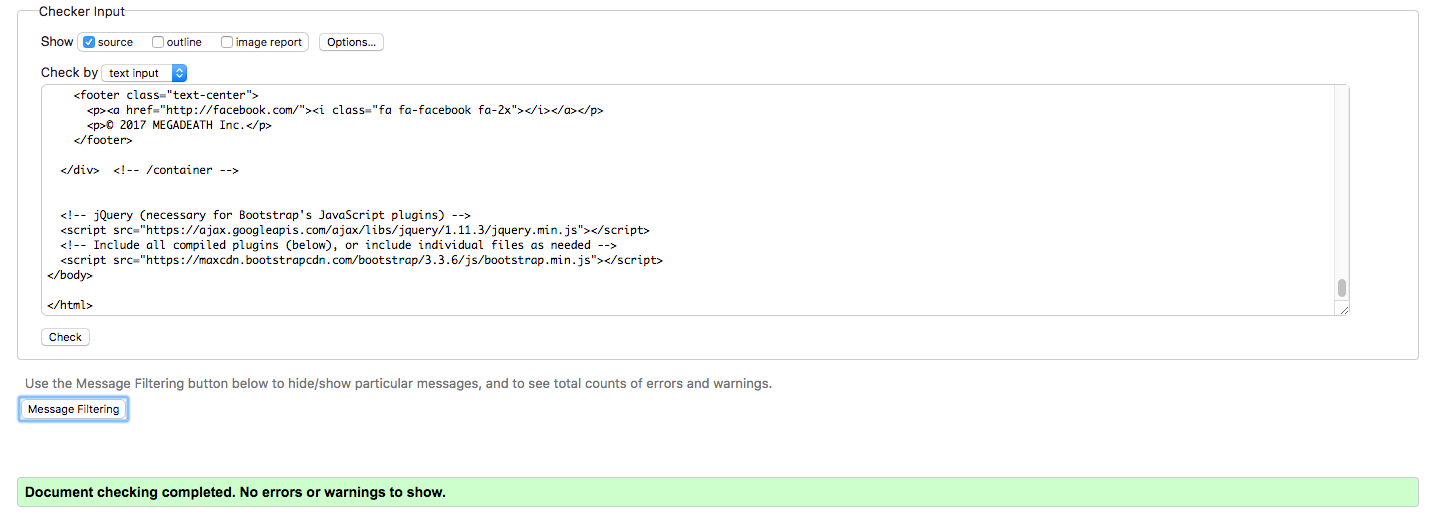 Checker Input
Show source outline image report Options...
Check by text input
<footer class="text-center">
<p><a href="http://facebook.com/"><i class="fa fa-facebook fa-2x"></i></a></p>
<p>© 2017 MEGADEATH Inc.</p>
</footer>
</div>  <!-- /container -->
<!-- jQuery (necessary for Bootstrap's JavaScript plugins) -->
<script src="https://ajax.googleapis.com/ajax/libs/jquery/1.11.3/jquery.min.js"></script>
<!-- Include all compiled plugins (below), or include individual files as needed -->
<script src="https://maxcdn.bootstrapcdn.com/bootstrap/3.3.6/js/bootstrap.min.js"></script>
</body>
</html>
Check
Use the Message Filtering button below to hide/show particular messages, and to see total counts of errors and warnings.
Message Filtering
Document checking completed. No errors or warnings to show.